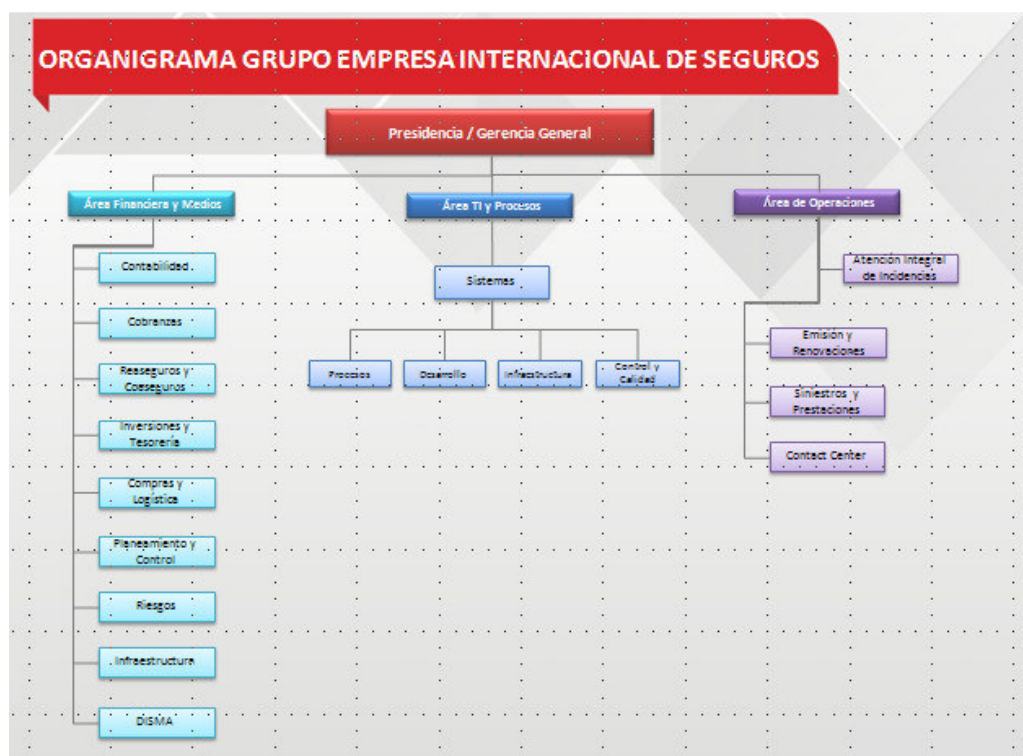 ORGANIGRAMA GRUPO EMPRESA INTERNACIONAL DE SEGUROS
Presidencia / Gerencia General
Área Financiera y Medios
Área TI y Procesos
Área de Operaciones
Contabilidad
Cobranzas
Reaseguros y
Coaseguros
Inversiones y
Tesorería
Compras y
Logística
Planeamiento y
Control
Riesgos
Infraestructura
DISMA
Sistemas
Procesos
Desarrollo
Infraestructura
Control y
Calidad
Atención Integral
de Incidencias
Emisión y
Renovaciones
Siniestros y
Prestaciones
Contact Center